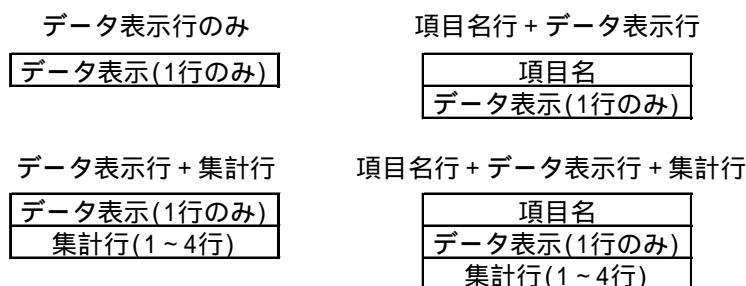 データ表示行のみ
データ表示(1行のみ)
項目名行+データ表示行
項目名
データ表示(1行のみ)
データ表示行+集計行
データ表示(1行のみ)
集計行(1~4行)
項目名行+データ表示行+集計行
項目名
データ表示(1行のみ)
集計行(1~4行)